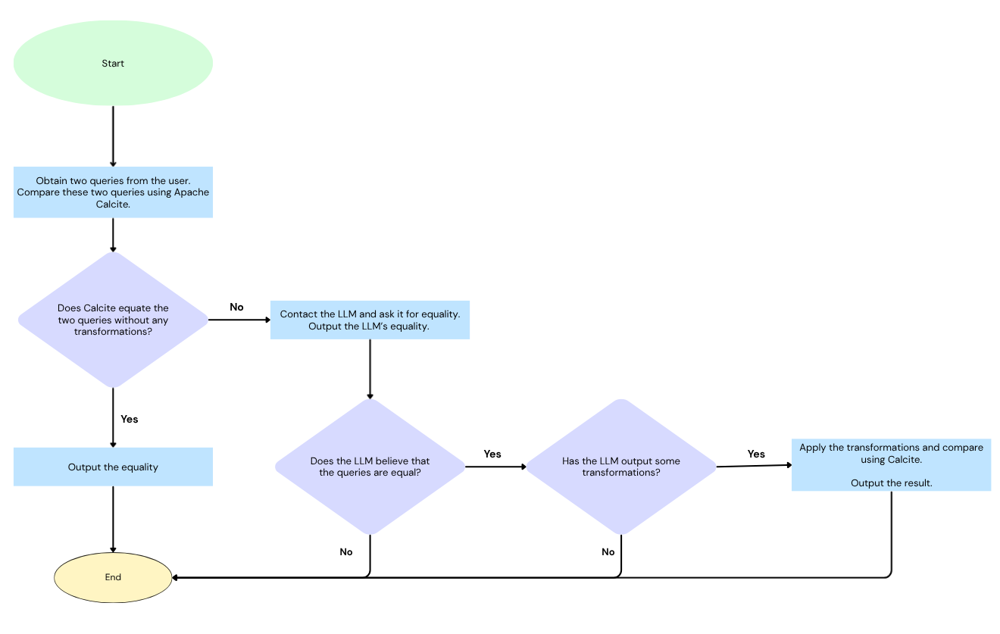 Start
Obtain two queries from the user.
Compare these two queries using Apache
Calcite.
Does Calcite equate the
two queries without any
transformations?
No
Contact the LLM and ask it for equality.
Output the LLM's equality.
Yes
Output the equality
Does the LLM believe that
the queries are equal?
Yes
Has the LLM output some
transformations?
Yes
Apply the transformations and compare
using Calcite.
Output the result.
No
No
End